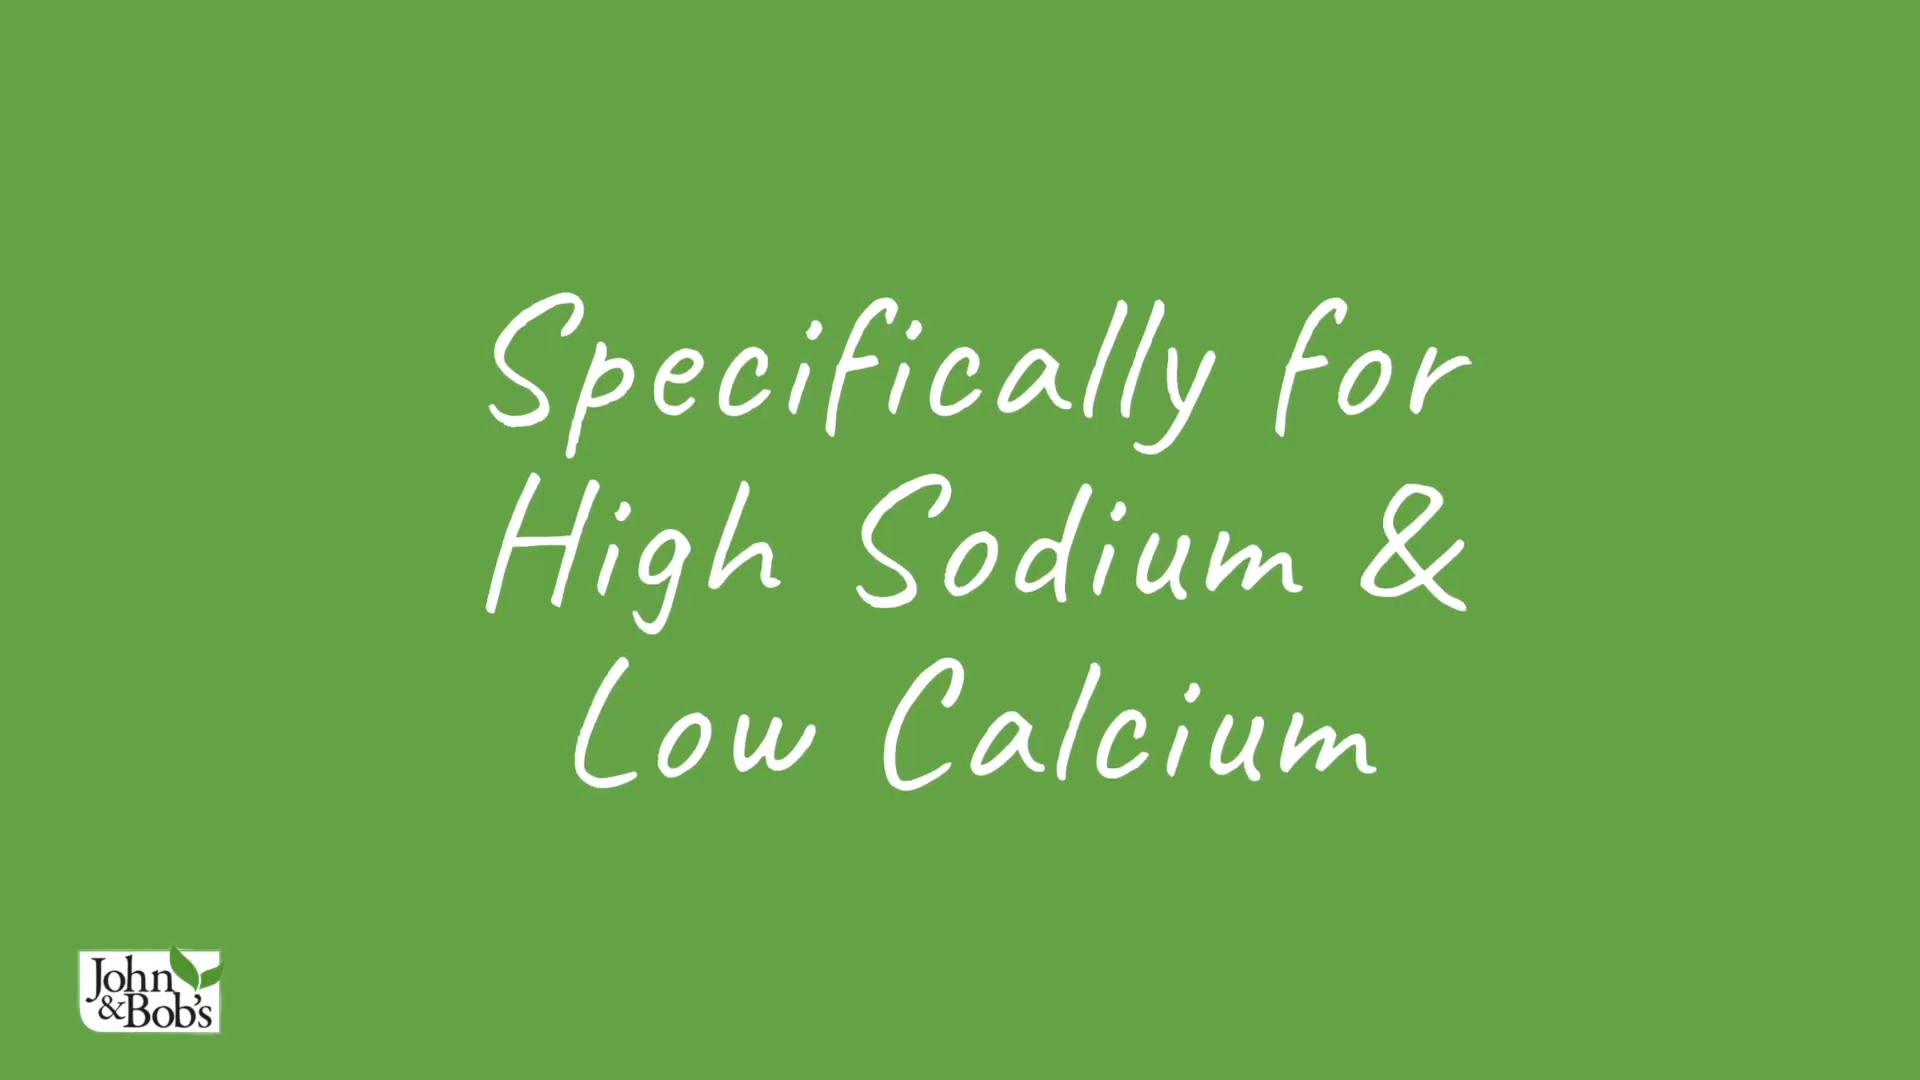 Specifically for
High Sodium &
Low Calcium
John
&Bob's